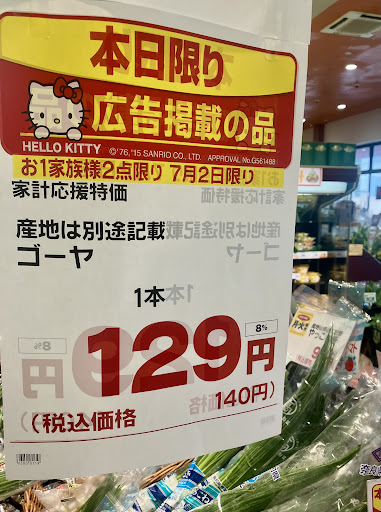 本日限り
広告掲載の品
HELLO KITTY
©'76,'15 SANRIO CO., LTD. APPROVAL No.G561488
お1家族様2点限り 7月2日限り
家計応援特価
産地は別途記載
ゴーヤ
1本
8%
129円
(税込価格 140円)